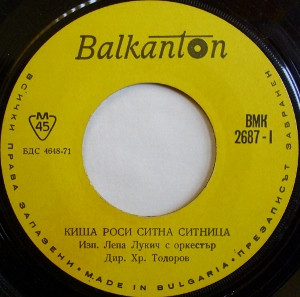 Balkanton
ВСИЧКИ ПРАВА ЗАПАЗЕНИ • MADE IN BULGARIA • ПРЕЗАПИСЪТ ЗАБРАНЕН
М
45
БДС 4648-71
ВМК
2687-I
КИША РОСИ СИТНА СИТНИЦА
Изп. Лепа Лукич с оркестър
Дир. Хр. Тодоров